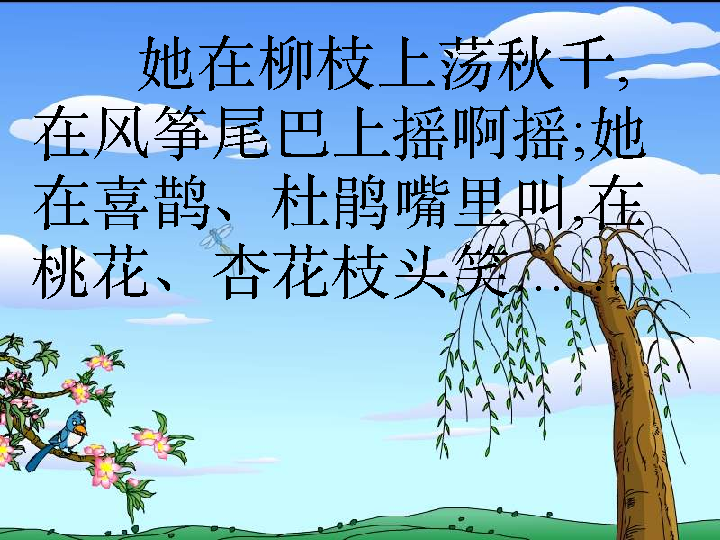 她在柳枝上荡秋千,
在风筝尾巴上摇啊摇;她
在喜鹊、杜鹃嘴里叫,在
桃花、杏花枝头笑……